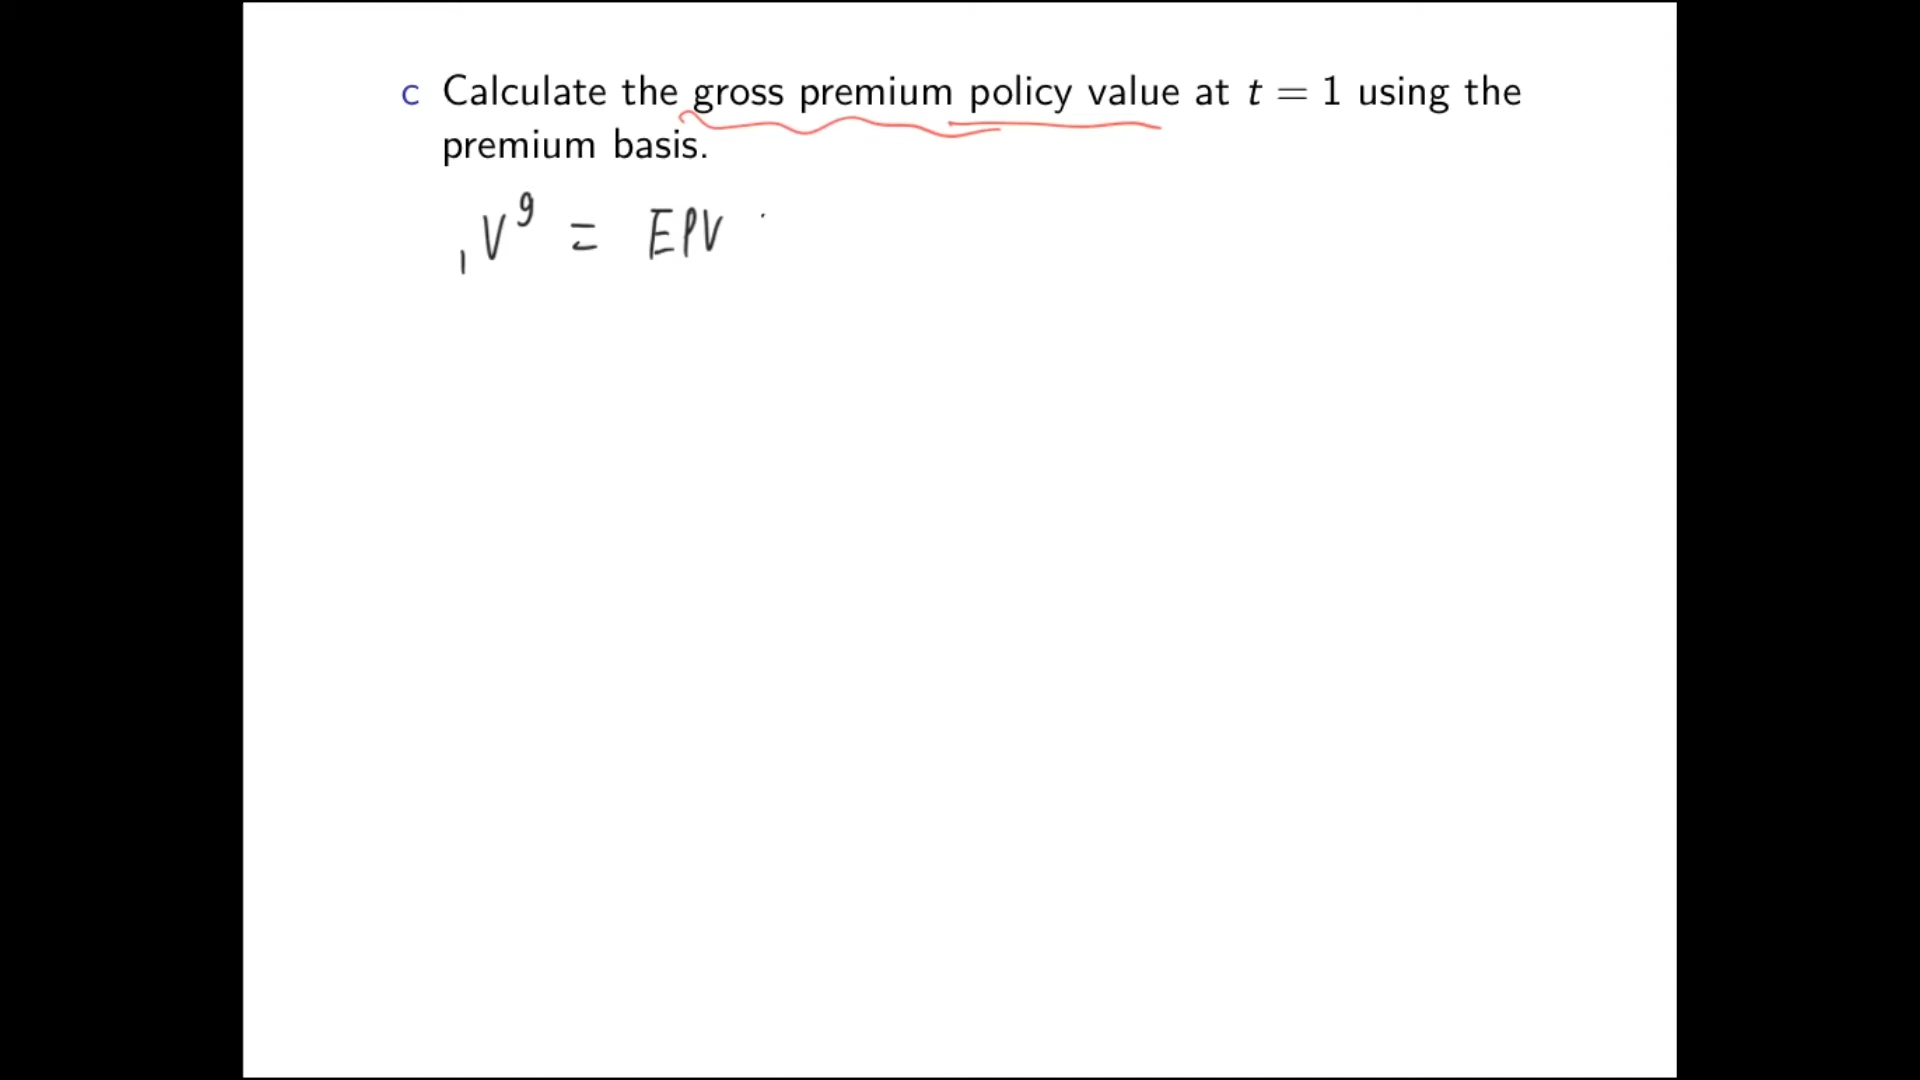 c Calculate the gross premium policy value at t = 1 using the
premium basis.
₁V^g = EPV